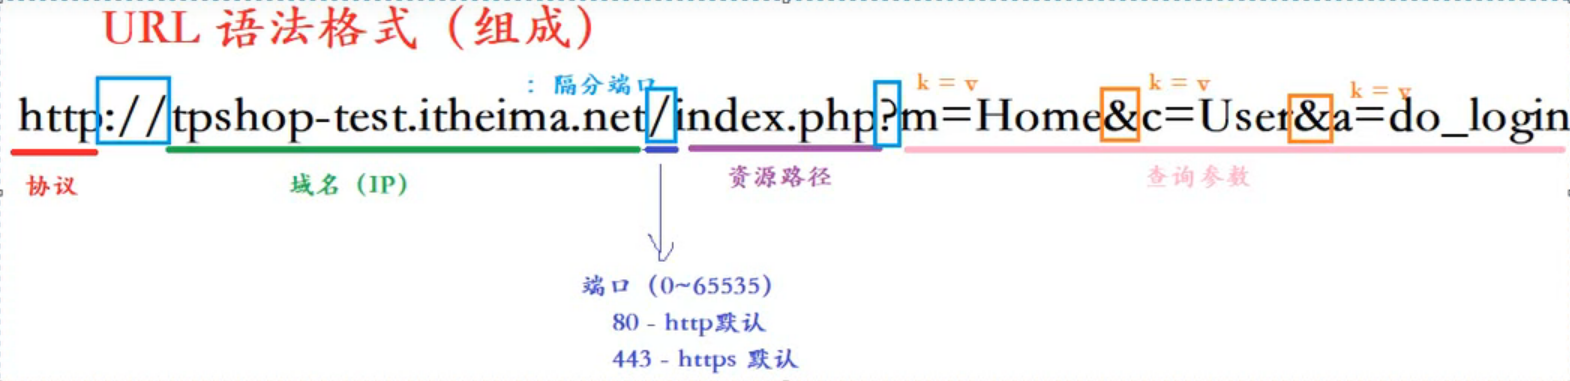 URL 语法格式（组成）
： 隔分端口 k = v k = v k = v
http://tpshop-test.itheima.net/index.php?m=Home&c=User&a=do_login
协议 域名（IP） 资源路径 查询参数
端口（0~65535）
80 - http默认
443 - https 默认